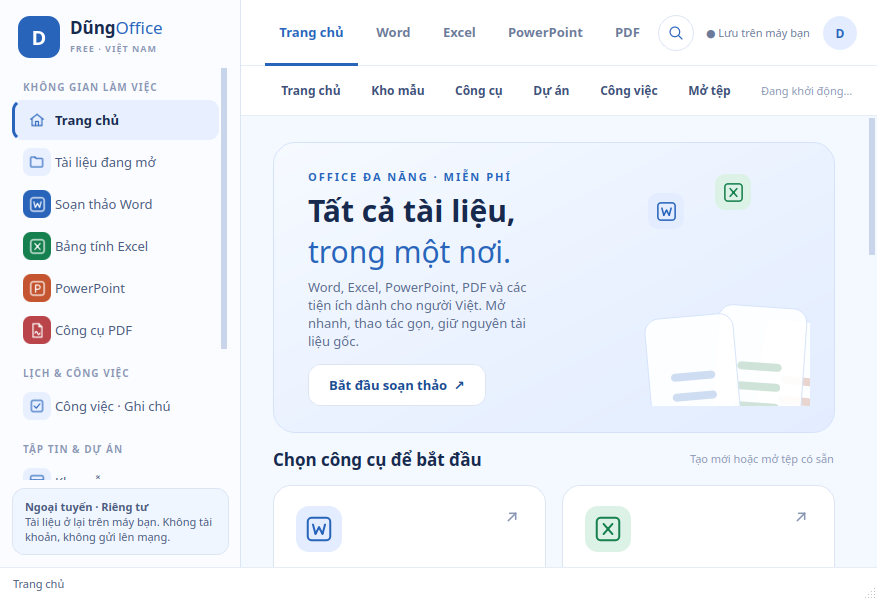 D
DũngOffice
FREE · VIỆT NAM
KHÔNG GIAN LÀM VIỆC
Trang chủ
Tài liệu đang mở
Soạn thảo Word
Bảng tính Excel
PowerPoint
Công cụ PDF
LỊCH & CÔNG VIỆC
Công việc · Ghi chú
TẬP TIN & DỰ ÁN
Ngoại tuyến · Riêng tư
Tài liệu ở lại trên máy bạn. Không tài
khoản, không gửi lên mạng.
Trang chủ Word Excel PowerPoint PDF
Lưu trên máy bạn
D
Trang chủ Kho mẫu Công cụ Dự án Công việc Mở tệp Đang khởi động...
OFFICE ĐA NĂNG · MIỄN PHÍ
Tất cả tài liệu,
trong một nơi.
Word, Excel, PowerPoint, PDF và các
tiện ích dành cho người Việt. Mở
nhanh, thao tác gọn, giữ nguyên tài
liệu gốc.
Bắt đầu soạn thảo ↗
W
X
Chọn công cụ để bắt đầu
Tạo mới hoặc mở tệp có sẵn
W
X
Trang chủ